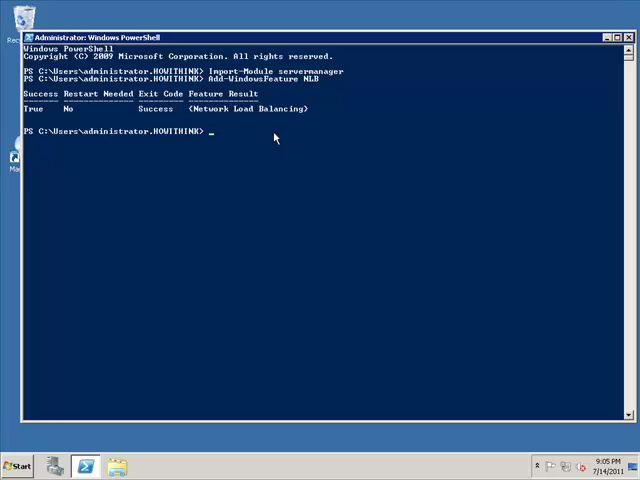 Recy
Administrator: Windows PowerShell
Windows PowerShell
Copyright (C) 2009 Microsoft Corporation. All rights reserved.
PS C:\Users\administrator.HOWITHINK> Import-Module servermanager
PS C:\Users\administrator.HOWITHINK> Add-WindowsFeature NLB
Success Restart Needed Exit Code Feature Result
------- -------------- --------- --------------
True No Success {Network Load Balancing}
PS C:\Users\administrator.HOWITHINK> _
Ma
Start
9:05 PM
7/14/2011